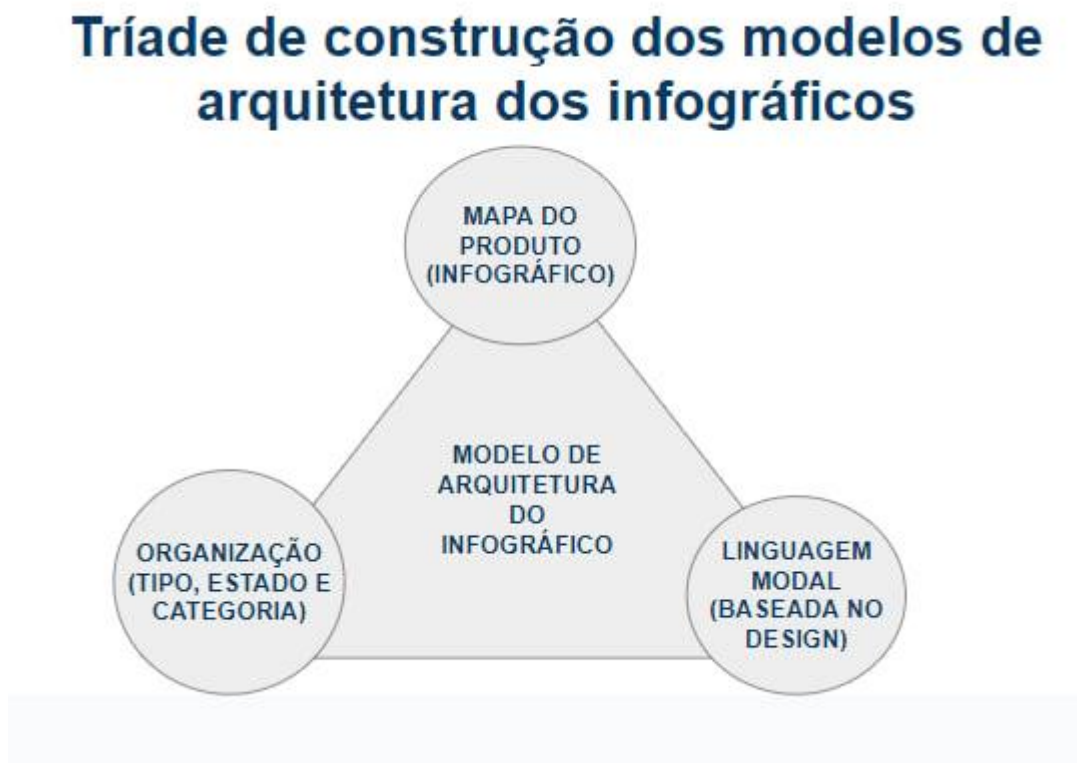 Tríade de construção dos modelos de
arquitetura dos infográficos
MAPA DO
PRODUTO
(INFOGRÁFICO)
MODELO DE
ARQUITETURA
DO
INFOGRÁFICO
ORGANIZAÇÃO
(TIPO, ESTADO E
CATEGORIA)
LINGUAGEM
MODAL
(BASEADA NO
DESIGN)